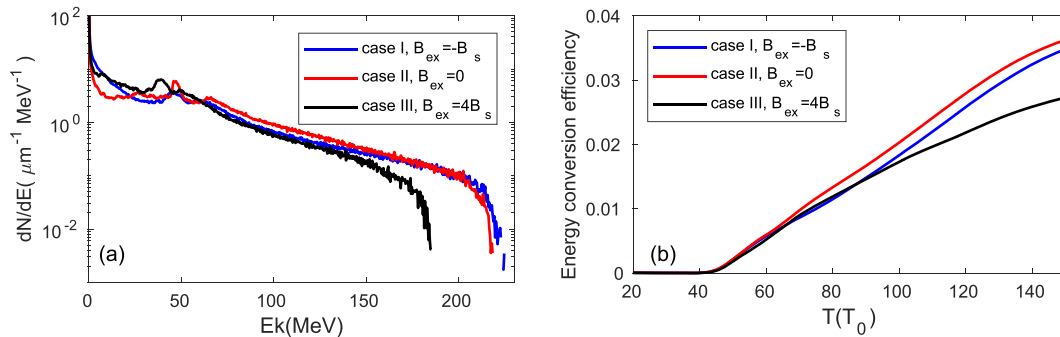 10^2
10^0
10^-2
dN/dE( μm^-1 MeV^-1)
case I, B_ex=-B_s
case II, B_ex=0
case III, B_ex=4B_s
(a)
0 50 100 150 200
Ek(MeV)
0.04
0.03
0.02
0.01
0
Energy conversion efficiency
case I, B_ex=-B_s
case II, B_ex=0
case III, B_ex=4B_s
(b)
20 40 60 80 100 120 140
T(T_0)